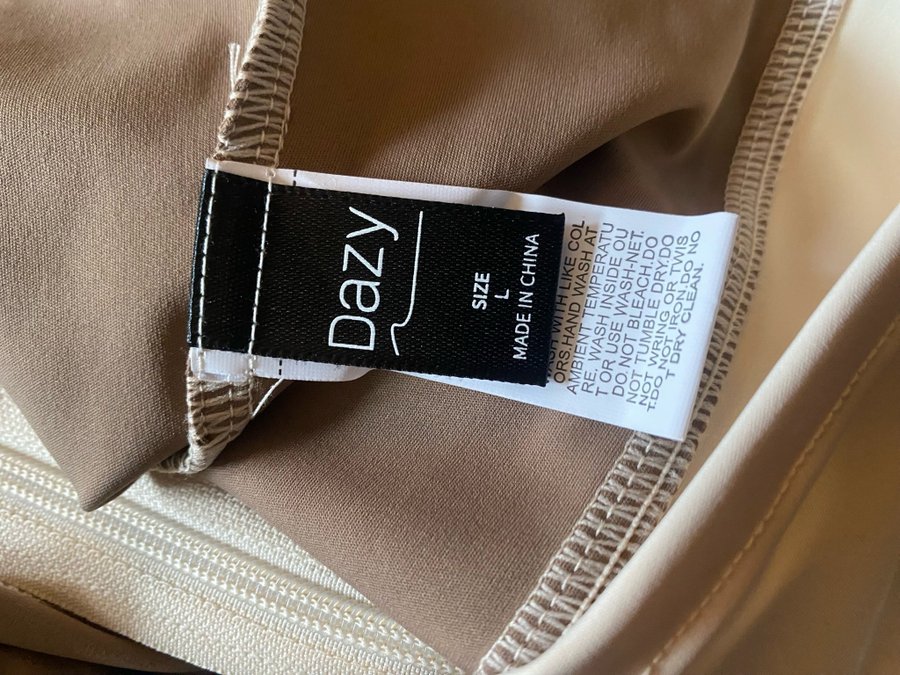 Dazy
SIZE
L
MADE IN CHINA
WASH WITH LIKE COL
ORS.HAND WASH AT
AMBIENT TEMPERATU
RE. WASH INSIDE OU
T OR USE WASH-NET.
DO NOT BLEACH,DO
NOT TUMBLE DRY.DO
NOT WRING OR TWIS
T.DO NOT IRON.DO NO
T DRY CLEAN.